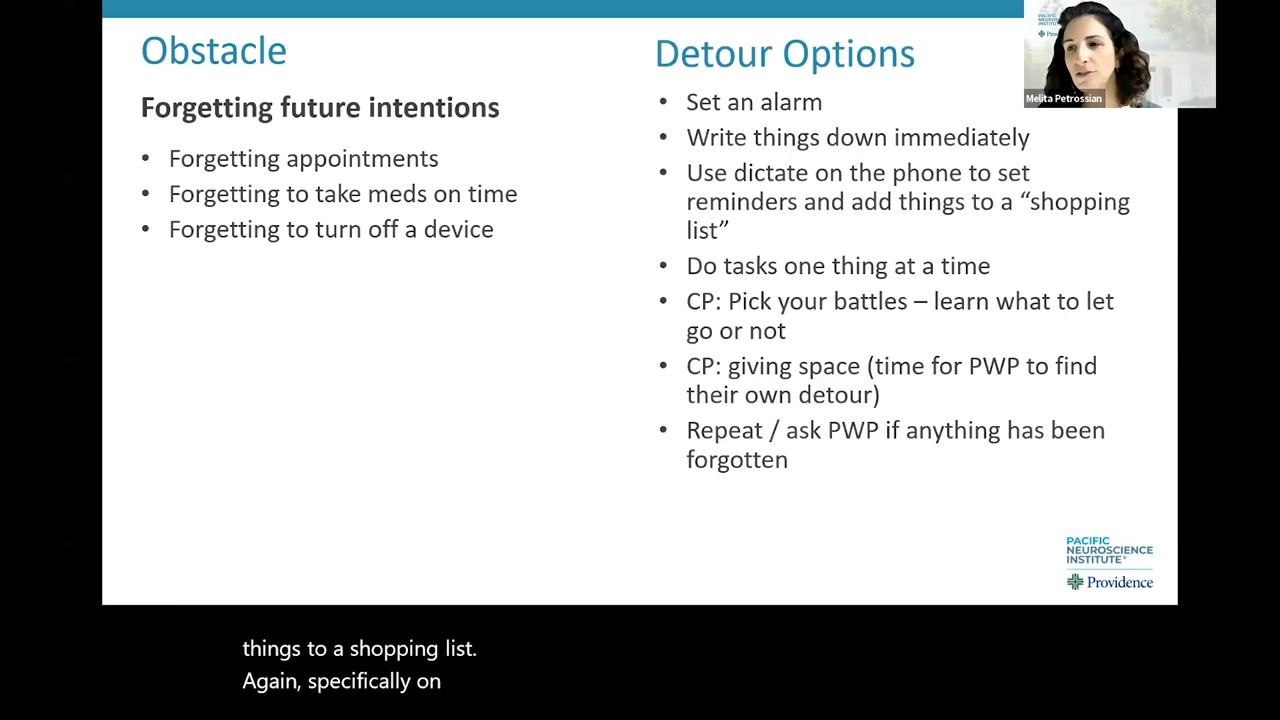 Obstacle
Forgetting future intentions
• Forgetting appointments
• Forgetting to take meds on time
• Forgetting to turn off a device
Detour Options
• Set an alarm
• Write things down immediately
• Use dictate on the phone to set
reminders and add things to a “shopping
list”
• Do tasks one thing at a time
• CP: Pick your battles – learn what to let
go or not
• CP: giving space (time for PWP to find
their own detour)
• Repeat / ask PWP if anything has been
forgotten
Melita Petrossian
PACIFIC
NEUROSCIENCE
INSTITUTE®
Providence
things to a shopping list.
Again, specifically on